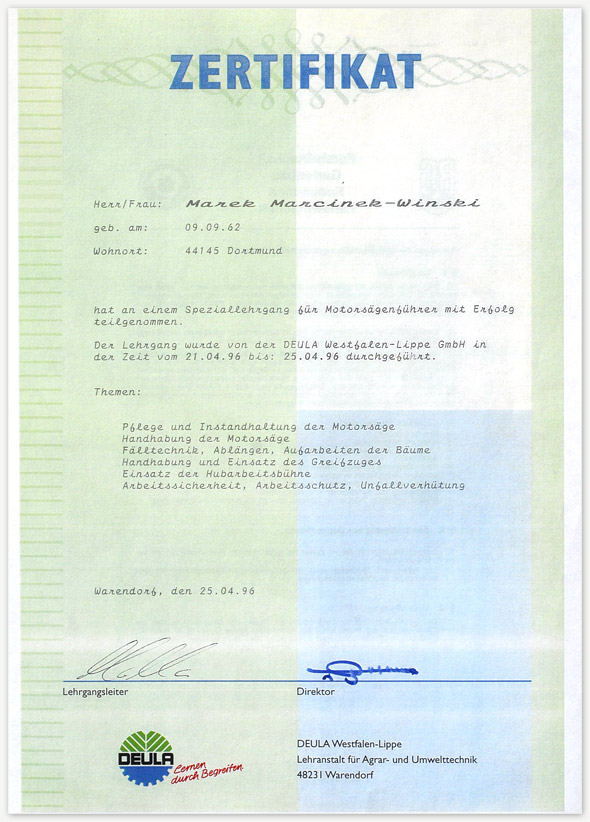 ZERTIFIKAT
Herr/Frau: Marek Marcinek-Winski
geb. am: 09.09.62
Wohnort: 44145 Dortmund
hat an einem Speziallehrgang für Motorsägenführer mit Erfolg
teilgenommen.
Der Lehrgang wurde von der DEULA Westfalen-Lippe GmbH in
der Zeit vom 21.04.96 bis: 25.04.96 durchgeführt.
Themen:
Pflege und Instandhaltung der Motorsäge
Handhabung der Motorsäge
Fälltechnik, Ablängen, Aufarbeiten der Bäume
Handhabung und Einsatz des Greifzuges
Einsatz der Hubarbeitsbühne
Arbeitssicherheit, Arbeitsschutz, Unfallverhütung
Warendorf, den 25.04.96
Lehrgangsleiter
Direktor
DEULA
Lernen
durch Begreifen
DEULA Westfalen-Lippe
Lehranstalt für Agrar- und Umwelttechnik
48231 Warendorf